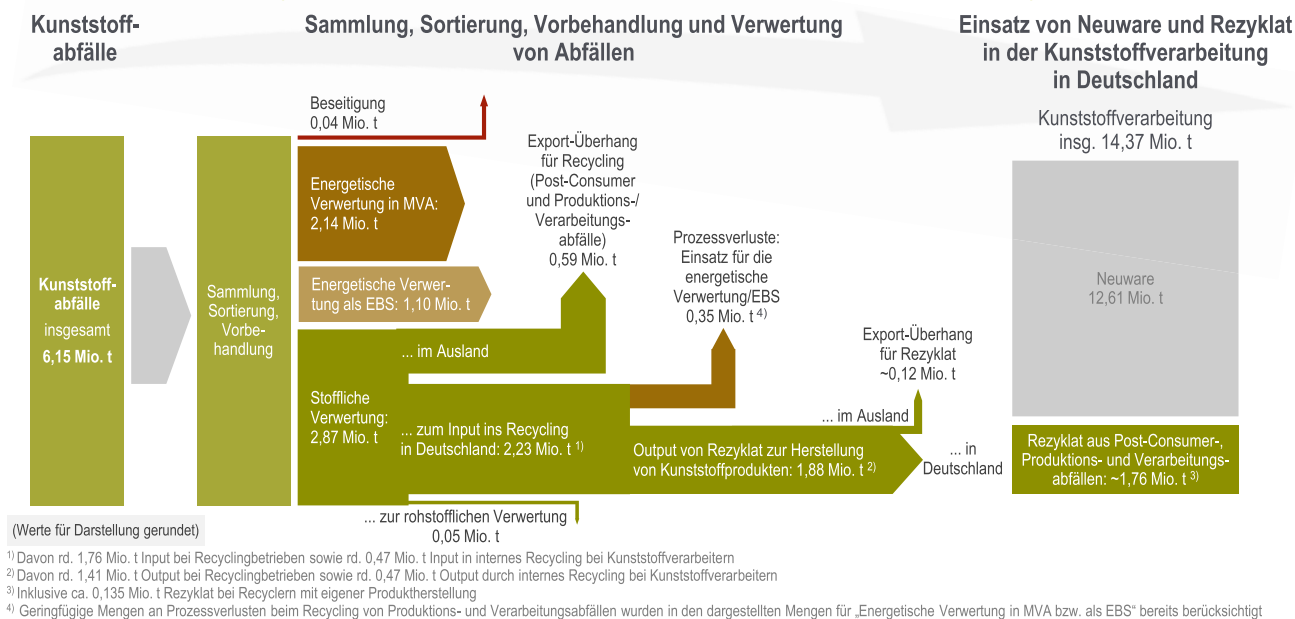 Kunststoff-
abfälle
Sammlung, Sortierung, Vorbehandlung und Verwertung
von Abfällen
Einsatz von Neuware und Rezyklat
in der Kunststoffverarbeitung
in Deutschland
Kunststoff-
abfälle
insgesamt
6,15 Mio. t
Sammlung,
Sortierung,
Vorbe-
handlung
Beseitigung
0,04 Mio. t
Energetische
Verwertung in MVA:
2,14 Mio. t
Energetische Verwer-
tung als EBS: 1,10 Mio. t
Stoffliche
Verwertung:
2,87 Mio. t
... im Ausland
Export-Überhang
für Recycling
(Post-Consumer
und Produktions-/
Verarbeitungs-
abfälle)
0,59 Mio. t
... zum Input ins Recycling
in Deutschland: 2,23 Mio. t 1)
... zur rohstofflichen Verwertung
0,05 Mio. t
Prozessverluste:
Einsatz für die
energetische
Verwertung/EBS
0,35 Mio. t 4)
Output von Rezyklat zur Herstellung
von Kunststoffprodukten: 1,88 Mio. t 2)
Export-Überhang
für Rezyklat
~0,12 Mio. t
... im Ausland
... in
Deutschland
Kunststoffverarbeitung
insg. 14,37 Mio. t
Neuware
12,61 Mio. t
Rezyklat aus Post-Consumer-,
Produktions- und Verarbeitungs-
abfällen: ~1,76 Mio. t 3)
(Werte für Darstellung gerundet)
1) Davon rd. 1,76 Mio. t Input bei Recyclingbetrieben sowie rd. 0,47 Mio. t Input in internes Recycling bei Kunststoffverarbeitern
2) Davon rd. 1,41 Mio. t Output bei Recyclingbetrieben sowie rd. 0,47 Mio. t Output durch internes Recycling bei Kunststoffverarbeitern
3) Inklusive ca. 0,135 Mio. t Rezyklat bei Recyclern mit eigener Produktherstellung
4) Geringfügige Mengen an Prozessverlusten beim Recycling von Produktions- und Verarbeitungsabfällen wurden in den dargestellten Mengen für „Energetische Verwertung in MVA bzw. als EBS“ bereits berücksichtigt